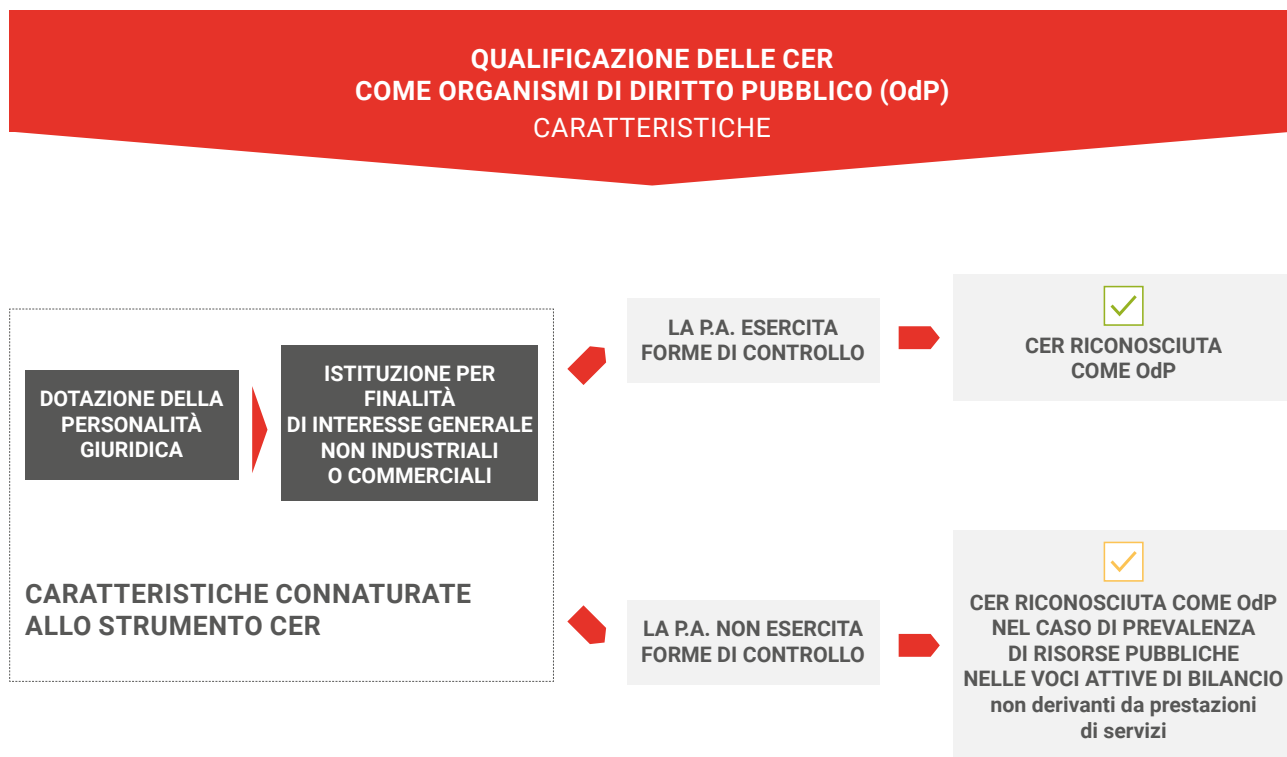 QUALIFICAZIONE DELLE CER
COME ORGANISMI DI DIRITTO PUBBLICO (OdP)
CARATTERISTICHE
DOTAZIONE DELLA
PERSONALITÀ
GIURIDICA
ISTITUZIONE PER
FINALITÀ
DI INTERESSE GENERALE
NON INDUSTRIALI
O COMMERCIALI
CARATTERISTICHE CONNATURATE
ALLO STRUMENTO CER
LA P.A. ESERCITA
FORME DI CONTROLLO
CER RICONOSCIUTA
COME OdP
LA P.A. NON ESERCITA
FORME DI CONTROLLO
CER RICONOSCIUTA COME OdP
NEL CASO DI PREVALENZA
DI RISORSE PUBBLICHE
NELLE VOCI ATTIVE DI BILANCIO
non derivanti da prestazioni
di servizi